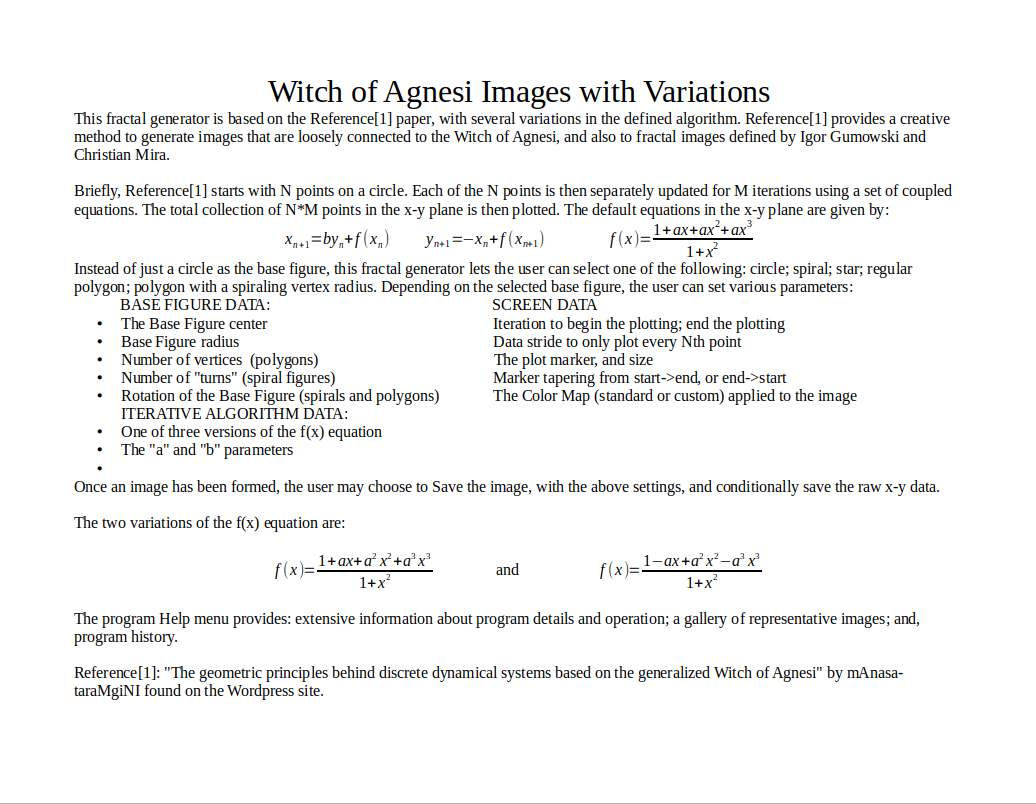 Witch of Agnesi Images with Variations
This fractal generator is based on the Reference[1] paper, with several variations in the defined algorithm. Reference[1] provides a creative
method to generate images that are loosely connected to the Witch of Agnesi, and also to fractal images defined by Igor Gumowski and
Christian Mira.
Briefly, Reference[1] starts with N points on a circle. Each of the N points is then separately updated for M iterations using a set of coupled
equations. The total collection of N*M points in the x-y plane is then plotted. The default equations in the x-y plane are given by:
x_{n+1}=by_n+f(x_n) y_{n+1}=−x_n+f(x_{n+1}) f(x)=(1+ax+ax^2+ax^3)/(1+x^2)
Instead of just a circle as the base figure, this fractal generator lets the user can select one of the following: circle; spiral; star; regular
polygon; polygon with a spiraling vertex radius. Depending on the selected base figure, the user can set various parameters:
BASE FIGURE DATA: SCREEN DATA
• The Base Figure center Iteration to begin the plotting; end the plotting
• Base Figure radius Data stride to only plot every Nth point
• Number of vertices (polygons) The plot marker, and size
• Number of "turns" (spiral figures) Marker tapering from start->end, or end->start
• Rotation of the Base Figure (spirals and polygons) The Color Map (standard or custom) applied to the image
ITERATIVE ALGORITHM DATA:
• One of three versions of the f(x) equation
• The "a" and "b" parameters
•
Once an image has been formed, the user may choose to Save the image, with the above settings, and conditionally save the raw x-y data.
The two variations of the f(x) equation are:
f(x)=(1+ax+a^2x^2+a^3x^3)/(1+x^2) and f(x)=(1−ax+a^2x^2−a^3x^3)/(1+x^2)
The program Help menu provides: extensive information about program details and operation; a gallery of representative images; and,
program history.
Reference[1]: "The geometric principles behind discrete dynamical systems based on the generalized Witch of Agnesi" by mAnasa-
taraMgiNI found on the Wordpress site.